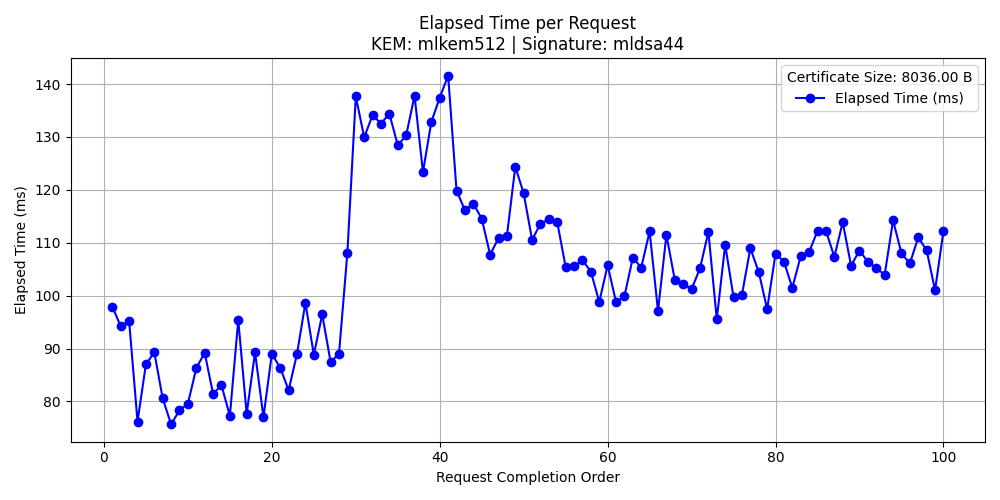 Elapsed Time per Request
KEM: mlkem512 | Signature: mldsa44
Certificate Size: 8036.00 B
Elapsed Time (ms)
Elapsed Time (ms)
140
130
120
110
100
90
80
0 20 40 60 80 100
Request Completion Order